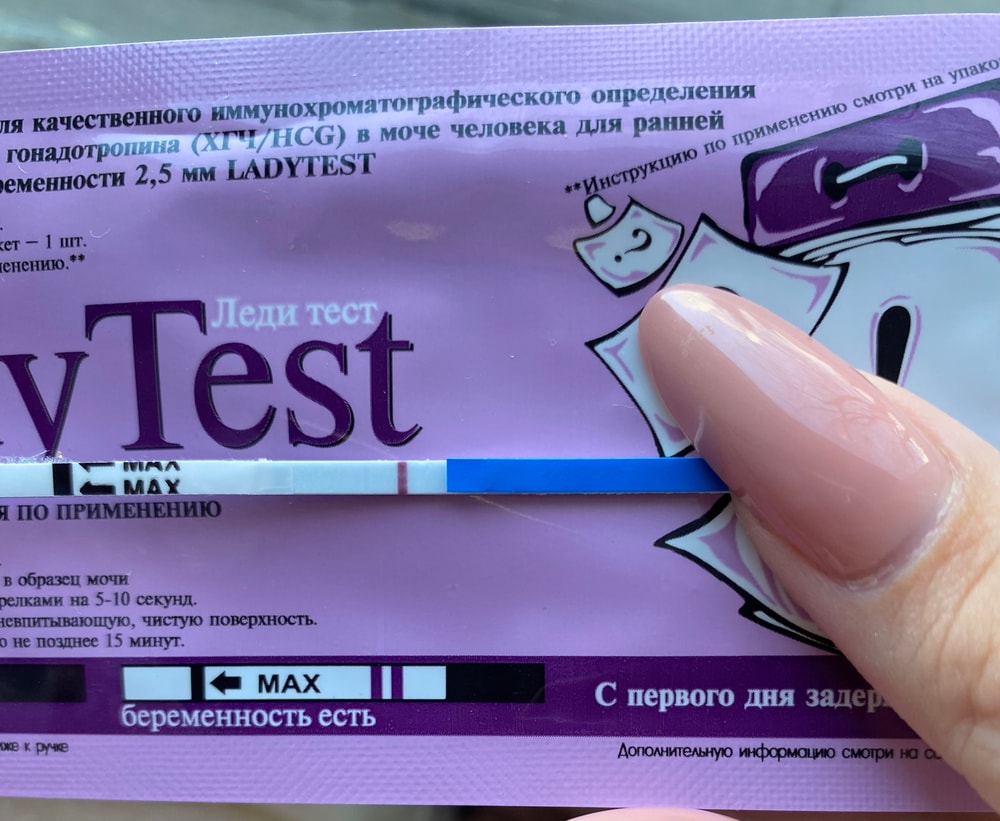 для качественного иммунохроматографического определения
гонадотропина (ХГЧ/HCG) в моче человека для ранней
беременности 2,5 мм LADYTEST
**Инструкцию по применению смотри на упако
кет – 1 шт.
менению.**
Леди тест
yTest
MAX
MAX
Я ПО ПРИМЕНЕНИЮ
в образец мочи
релками на 5-10 секунд.
невпитывающую, чистую поверхность.
о не позднее 15 минут.
MAX
беременность есть
С первого дня задер
же к ручке
Дополнительную информацию смотри на